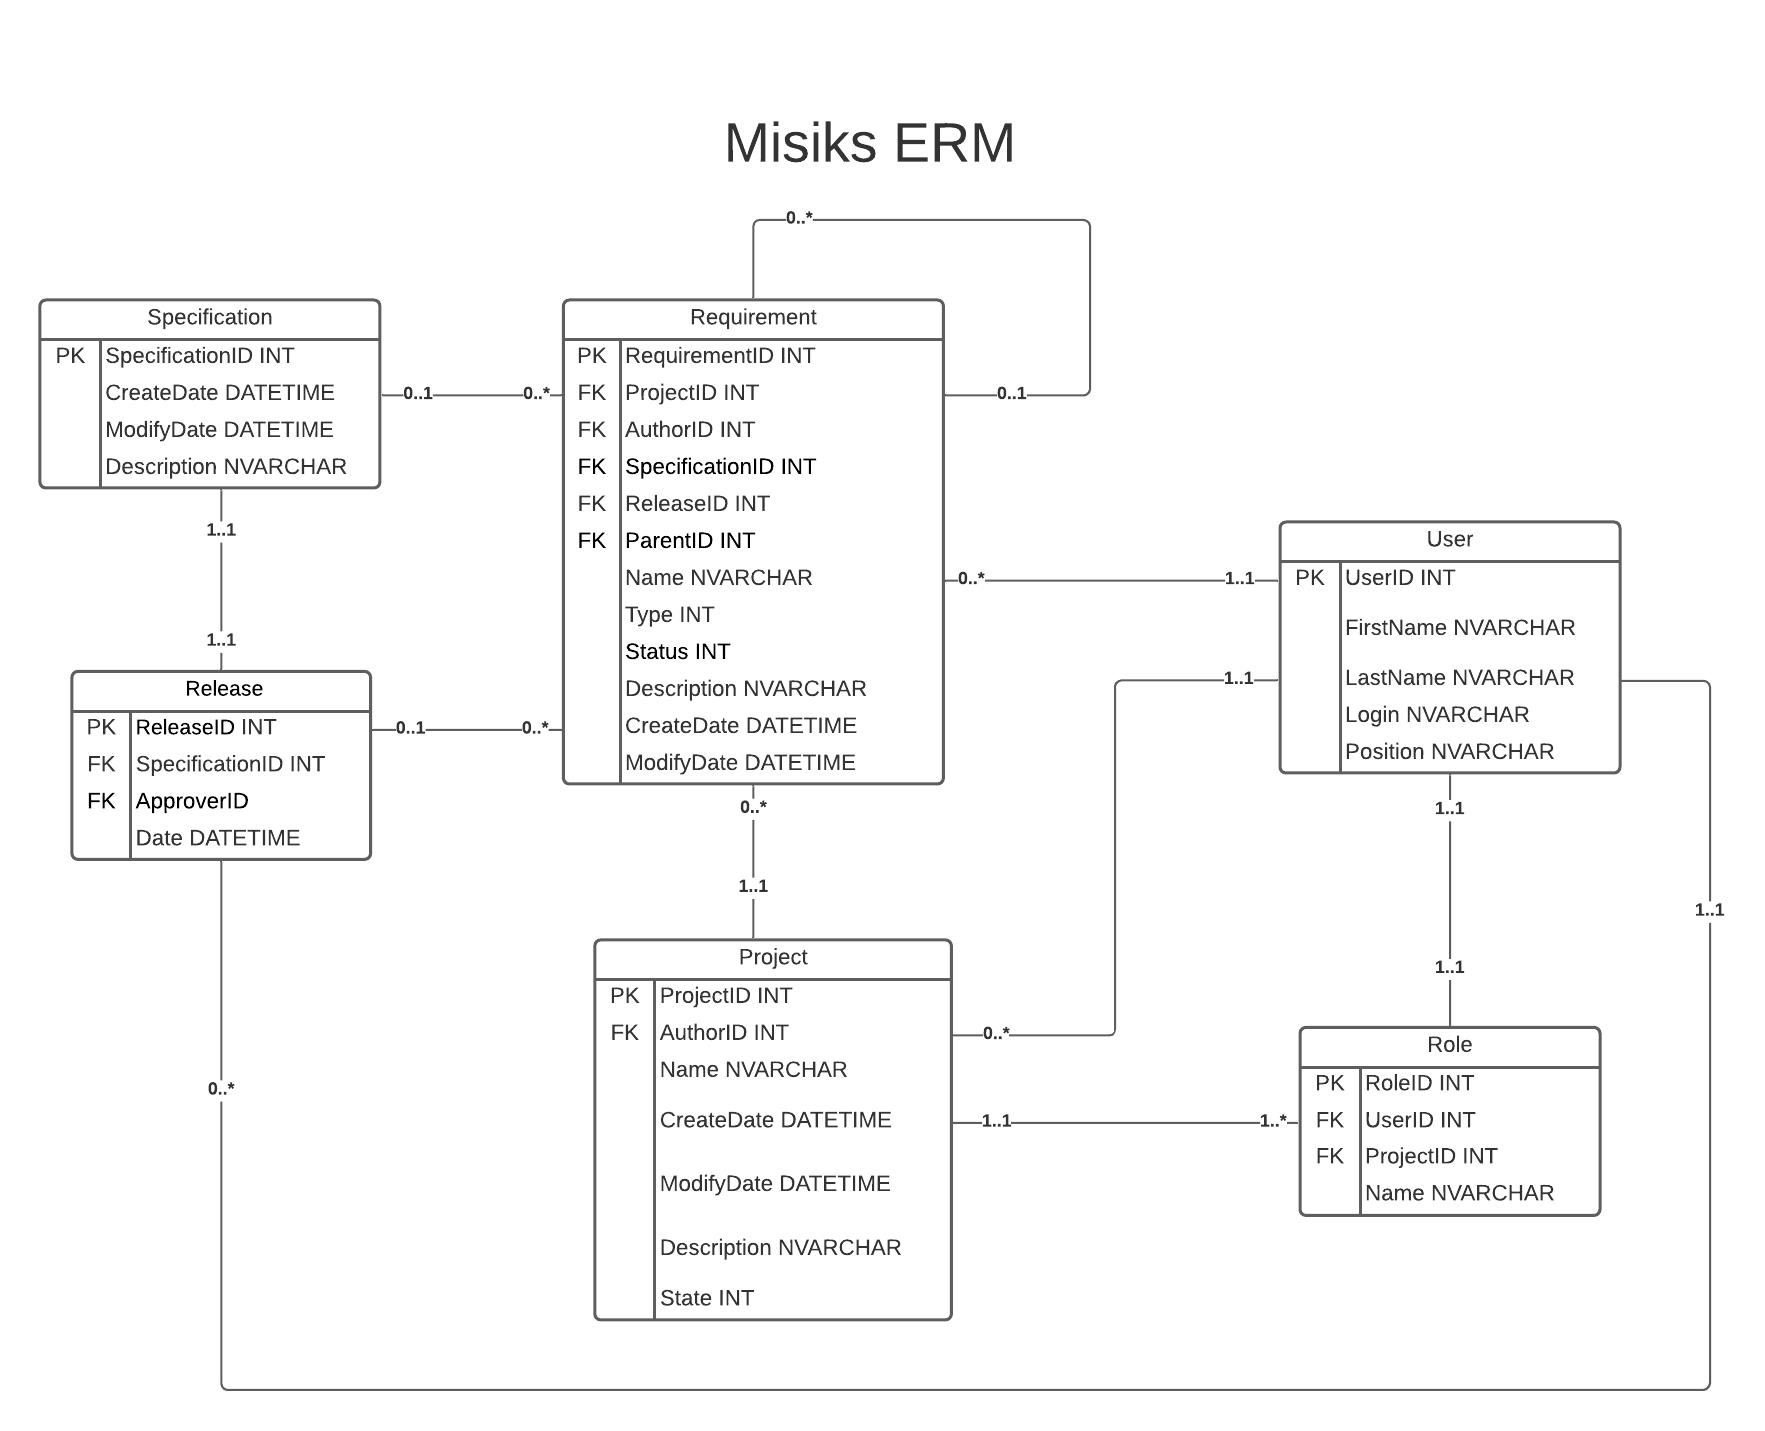 Misiks ERM
0..*
0..1
Specification
PK SpecificationID INT
CreateDate DATETIME
ModifyDate DATETIME
Description NVARCHAR
0..1
0..*
Requirement
PK RequirementID INT
FK ProjectID INT
FK AuthorID INT
FK SpecificationID INT
FK ReleaseID INT
FK ParentID INT
Name NVARCHAR
Type INT
Status INT
Description NVARCHAR
CreateDate DATETIME
ModifyDate DATETIME
1..1
1..1
Release
PK ReleaseID INT
FK SpecificationID INT
FK ApproverID
Date DATETIME
0..1
0..*
0..*
1..1
User
PK UserID INT
FirstName NVARCHAR
LastName NVARCHAR
Login NVARCHAR
Position NVARCHAR
1..1
0..*
1..1
1..1
1..1
1..1
Project
PK ProjectID INT
FK AuthorID INT
Name NVARCHAR
CreateDate DATETIME
ModifyDate DATETIME
Description NVARCHAR
State INT
0..*
1..1
1..*
Role
PK RoleID INT
FK UserID INT
FK ProjectID INT
Name NVARCHAR
0..*